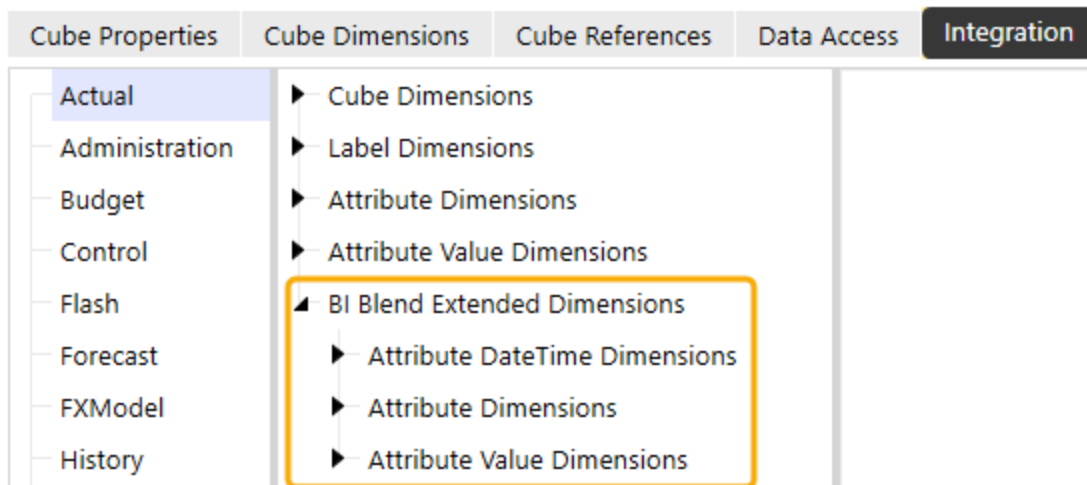 Cube Properties Cube Dimensions Cube References Data Access Integration
Actual
Administration
Budget
Control
Flash
Forecast
FXModel
History
Cube Dimensions
Label Dimensions
Attribute Dimensions
Attribute Value Dimensions
BI Blend Extended Dimensions
Attribute DateTime Dimensions
Attribute Dimensions
Attribute Value Dimensions